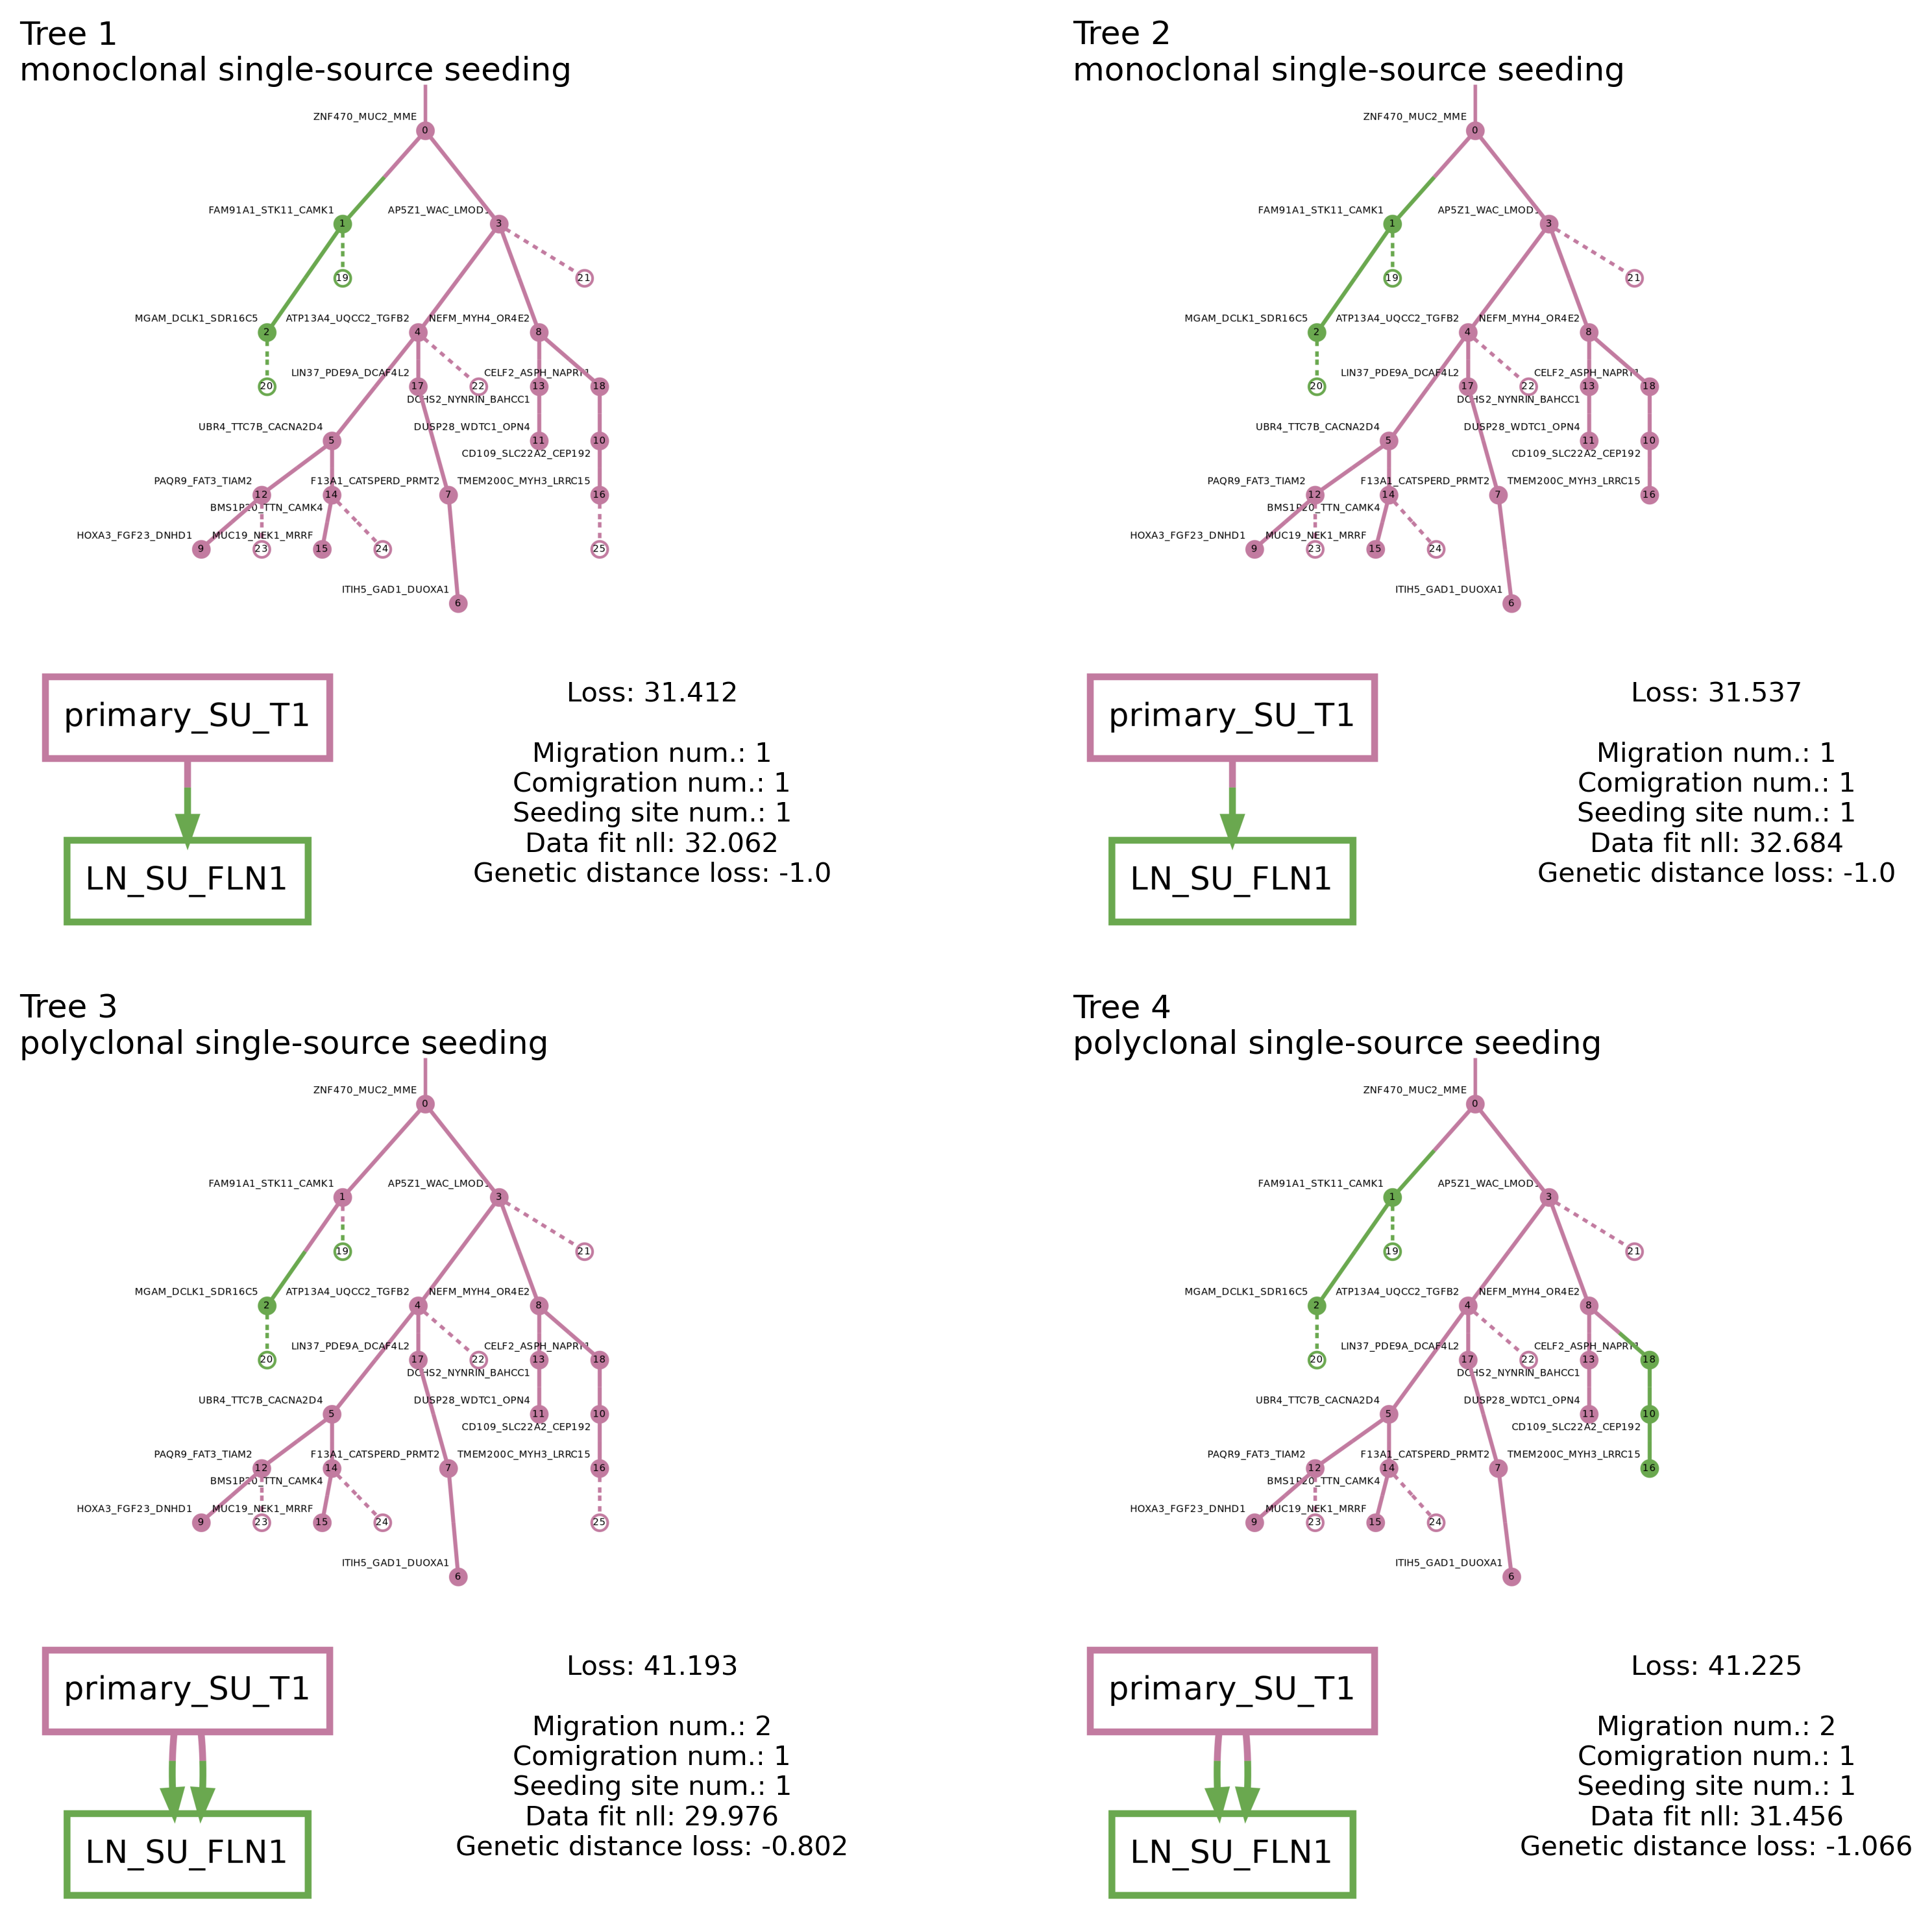 Tree 1
monoclonal single-source seeding
ZNF470_MUC2_MME
0
FAM91A1_STK11_CAMK1
1
AP5Z1_WAC_LMOD1
3
19
21
MGAM_DCLK1_SDR16C5
2
ATP13A4_UQCC2_TGFB2
4
NEFM_MYH4_OR4E2
8
20
LIN37_PDE9A_DCAF4L2
17
22
CELF2_ASPH_NAPRT1
13
18
DCHS2_NYNRIN_BAHCC1
UBR4_TTC7B_CACNA2D4
5
DUSP28_WDTC1_OPN4
11
10
CD109_SLC22A2_CEP192
PAQR9_FAT3_TIAM2
12
F13A1_CATSPERD_PRMT2
14
7
TMEM200C_MYH3_LRRC15
16
BMS1P20_TTN_CAMK4
HOXA3_FGF23_DNHD1
9
MUC19_NEK1_MRRF
23
15
24
25
ITIH5_GAD1_DUOXA1
6
primary_SU_T1
LN_SU_FLN1
Loss: 31.412
Migration num.: 1
Comigration num.: 1
Seeding site num.: 1
Data fit nll: 32.062
Genetic distance loss: -1.0
Tree 2
monoclonal single-source seeding
ZNF470_MUC2_MME
0
FAM91A1_STK11_CAMK1
1
AP5Z1_WAC_LMOD1
3
19
21
MGAM_DCLK1_SDR16C5
2
ATP13A4_UQCC2_TGFB2
4
NEFM_MYH4_OR4E2
8
20
LIN37_PDE9A_DCAF4L2
17
22
CELF2_ASPH_NAPRT1
13
18
DCHS2_NYNRIN_BAHCC1
UBR4_TTC7B_CACNA2D4
5
DUSP28_WDTC1_OPN4
11
10
CD109_SLC22A2_CEP192
PAQR9_FAT3_TIAM2
12
F13A1_CATSPERD_PRMT2
14
7
TMEM200C_MYH3_LRRC15
16
BMS1P20_TTN_CAMK4
HOXA3_FGF23_DNHD1
9
MUC19_NEK1_MRRF
23
15
24
ITIH5_GAD1_DUOXA1
6
primary_SU_T1
LN_SU_FLN1
Loss: 31.537
Migration num.: 1
Comigration num.: 1
Seeding site num.: 1
Data fit nll: 32.684
Genetic distance loss: -1.0
Tree 3
polyclonal single-source seeding
ZNF470_MUC2_MME
0
FAM91A1_STK11_CAMK1
1
AP5Z1_WAC_LMOD1
3
19
21
MGAM_DCLK1_SDR16C5
2
ATP13A4_UQCC2_TGFB2
4
NEFM_MYH4_OR4E2
8
20
LIN37_PDE9A_DCAF4L2
17
22
CELF2_ASPH_NAPRT1
13
18
DCHS2_NYNRIN_BAHCC1
UBR4_TTC7B_CACNA2D4
5
DUSP28_WDTC1_OPN4
11
10
CD109_SLC22A2_CEP192
PAQR9_FAT3_TIAM2
12
F13A1_CATSPERD_PRMT2
14
7
TMEM200C_MYH3_LRRC15
16
BMS1P20_TTN_CAMK4
HOXA3_FGF23_DNHD1
9
MUC19_NEK1_MRRF
23
15
24
25
ITIH5_GAD1_DUOXA1
6
primary_SU_T1
LN_SU_FLN1
Loss: 41.193
Migration num.: 2
Comigration num.: 1
Seeding site num.: 1
Data fit nll: 29.976
Genetic distance loss: -0.802
Tree 4
polyclonal single-source seeding
ZNF470_MUC2_MME
0
FAM91A1_STK11_CAMK1
1
AP5Z1_WAC_LMOD1
3
19
21
MGAM_DCLK1_SDR16C5
2
ATP13A4_UQCC2_TGFB2
4
NEFM_MYH4_OR4E2
8
20
LIN37_PDE9A_DCAF4L2
17
22
CELF2_ASPH_NAPRT1
13
18
DCHS2_NYNRIN_BAHCC1
UBR4_TTC7B_CACNA2D4
5
DUSP28_WDTC1_OPN4
11
10
CD109_SLC22A2_CEP192
PAQR9_FAT3_TIAM2
12
F13A1_CATSPERD_PRMT2
14
7
TMEM200C_MYH3_LRRC15
16
BMS1P20_TTN_CAMK4
HOXA3_FGF23_DNHD1
9
MUC19_NEK1_MRRF
23
15
24
ITIH5_GAD1_DUOXA1
6
primary_SU_T1
LN_SU_FLN1
Loss: 41.225
Migration num.: 2
Comigration num.: 1
Seeding site num.: 1
Data fit nll: 31.456
Genetic distance loss: -1.066